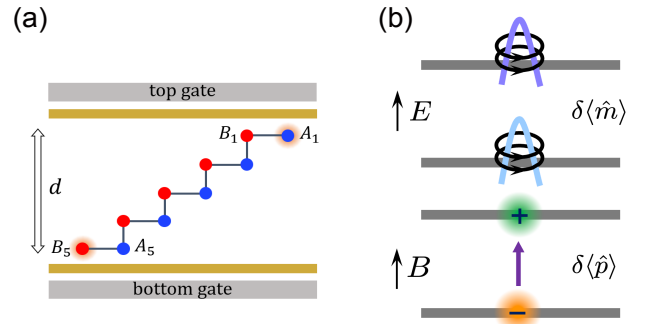 (a)
top gate
B₁
A₁
d
B₅
A₅
bottom gate
(b)
E
δ⟨m̂⟩
+
B
δ⟨p̂⟩
−